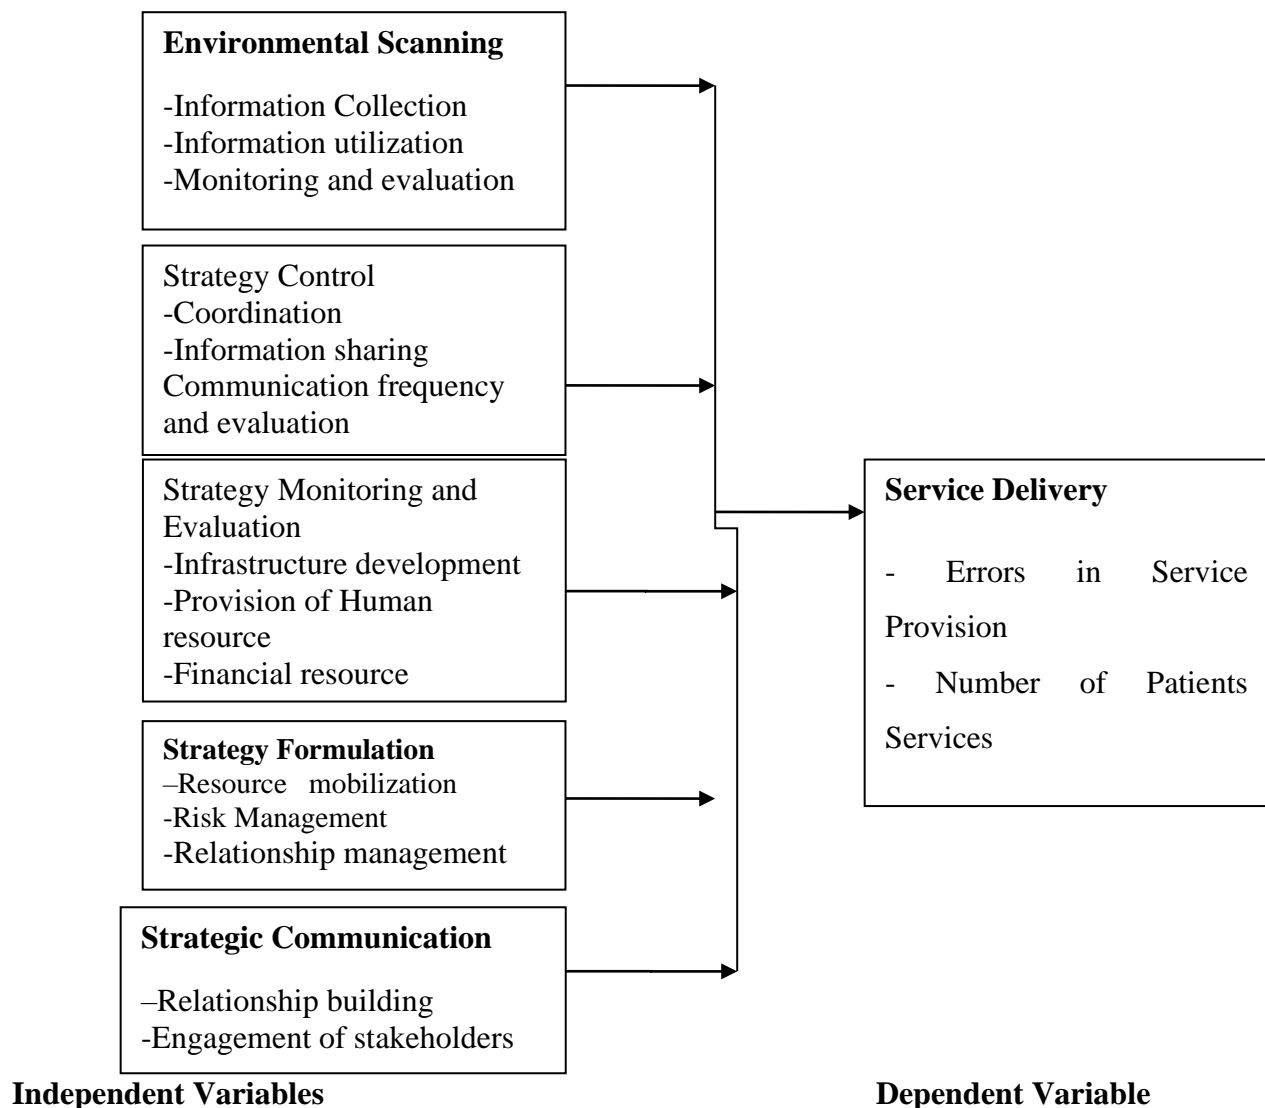 Environmental Scanning
-Information Collection
-Information utilization
-Monitoring and evaluation
Strategy Control
-Coordination
-Information sharing
Communication frequency
and evaluation
Strategy Monitoring and
Evaluation
-Infrastructure development
-Provision of Human
resource
-Financial resource
Strategy Formulation
–Resource mobilization
-Risk Management
-Relationship management
Strategic Communication
–Relationship building
-Engagement of stakeholders
Service Delivery
- Errors in Service
Provision
- Number of Patients
Services
Independent Variables
Dependent Variable